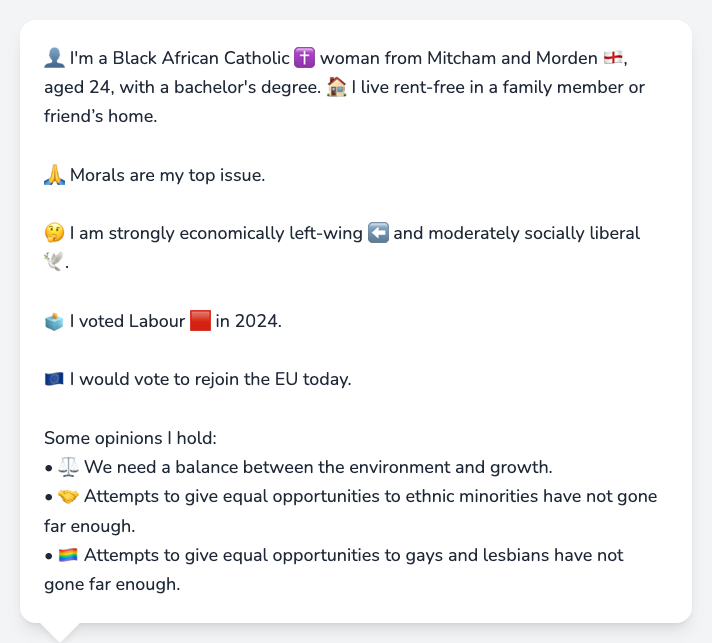 👤 I'm a Black African Catholic ✝️ woman from Mitcham and Morden 🏴󠁧󠁢󠁥󠁮󠁧󠁿,
aged 24, with a bachelor's degree. 🏠 I live rent-free in a family member or
friend’s home.
🙏 Morals are my top issue.
🤔 I am strongly economically left-wing ⬅️ and moderately socially liberal
🕊️.
🗳️ I voted Labour 🟥 in 2024.
🇪🇺 I would vote to rejoin the EU today.
Some opinions I hold:
• ⚖️ We need a balance between the environment and growth.
• 🤝 Attempts to give equal opportunities to ethnic minorities have not gone
far enough.
• 🏳️‍🌈 Attempts to give equal opportunities to gays and lesbians have not
gone far enough.